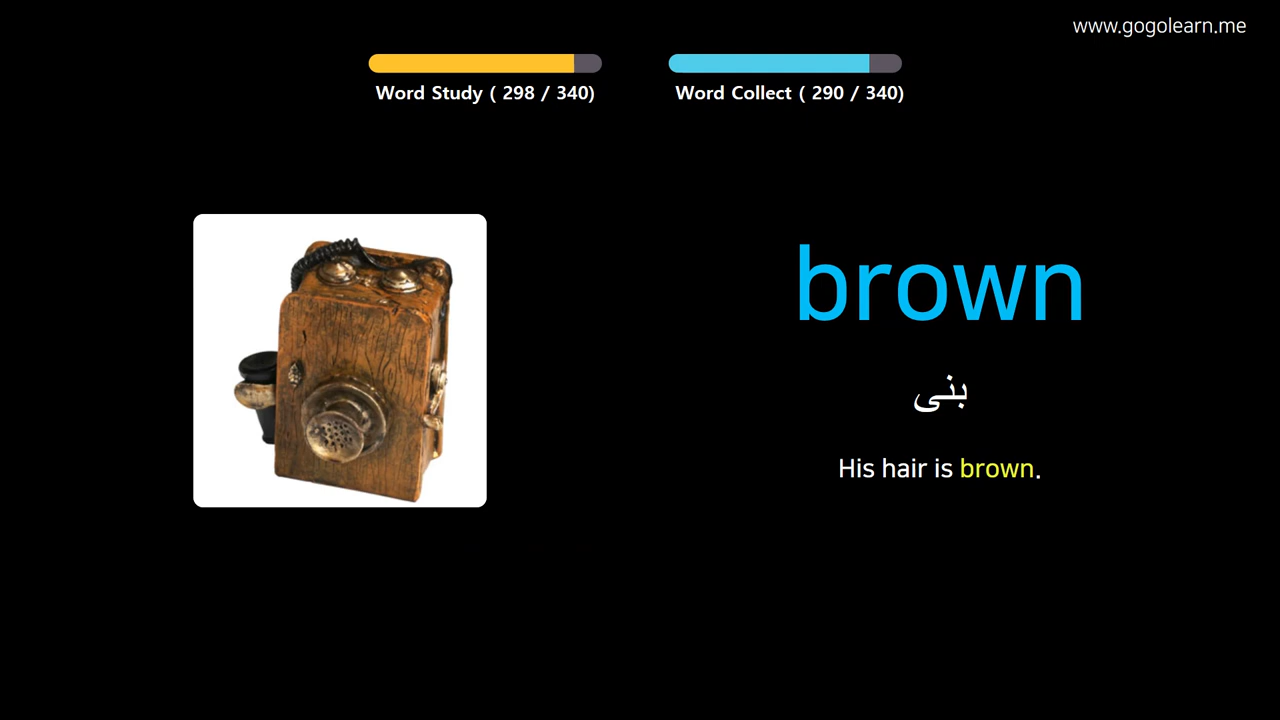 www.gogolearn.me
Word Study ( 298 / 340)
Word Collect ( 290 / 340)
brown
بنی
His hair is brown.